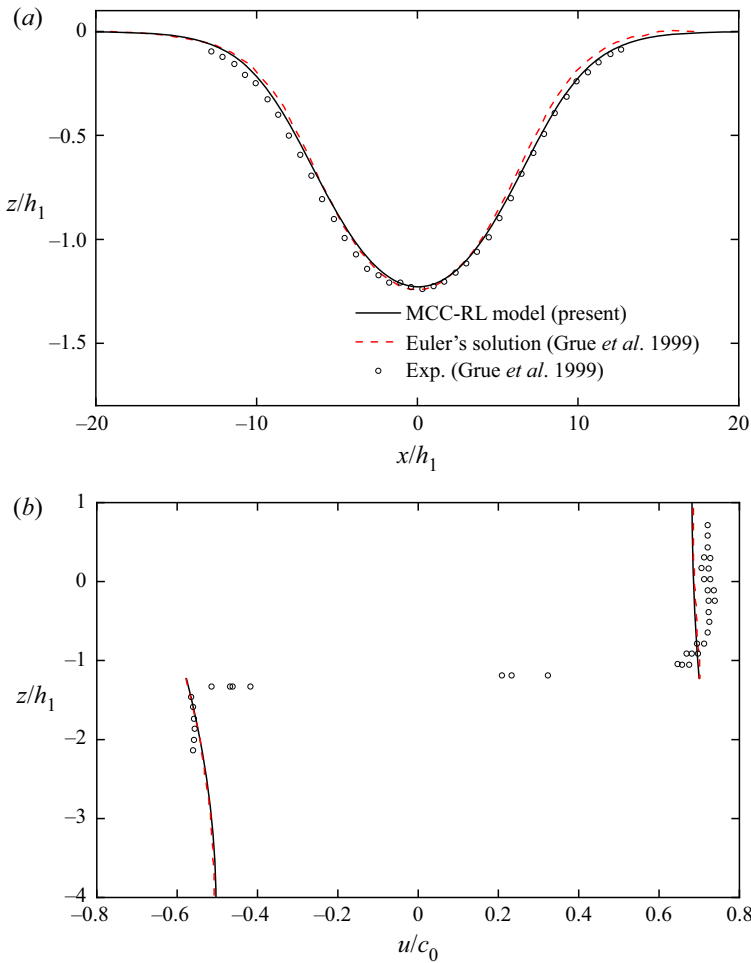 (a)
0
−0.5
z/h1
−1.0
−1.5
MCC-RL model (present)
Euler’s solution (Grue et al. 1999)
Exp. (Grue et al. 1999)
−20 −10 0 10 20
x/h1
(b)
1
0
−1
z/h1
−2
−3
−4
−0.8 −0.6 −0.4 −0.2 0 0.2 0.4 0.6 0.8
u/c0